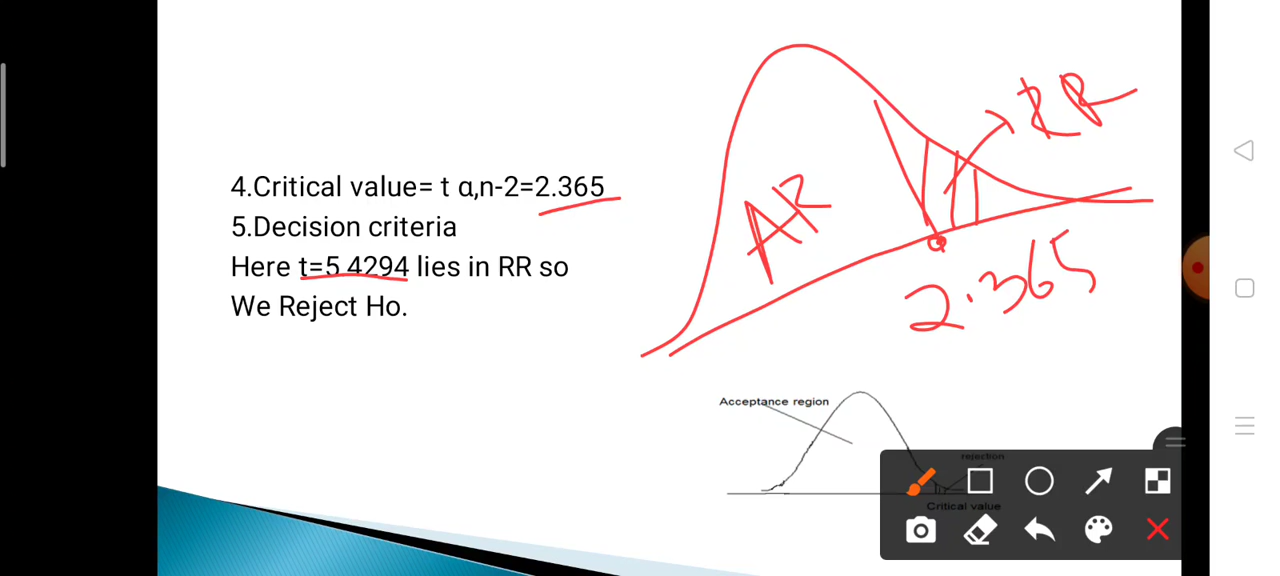 4.Critical value= t α,n-2=2.365
5.Decision criteria
Here t=5.4294 lies in RR so
We Reject Ho.
AR
RR
2.365
Acceptance region
rejection
Critical value